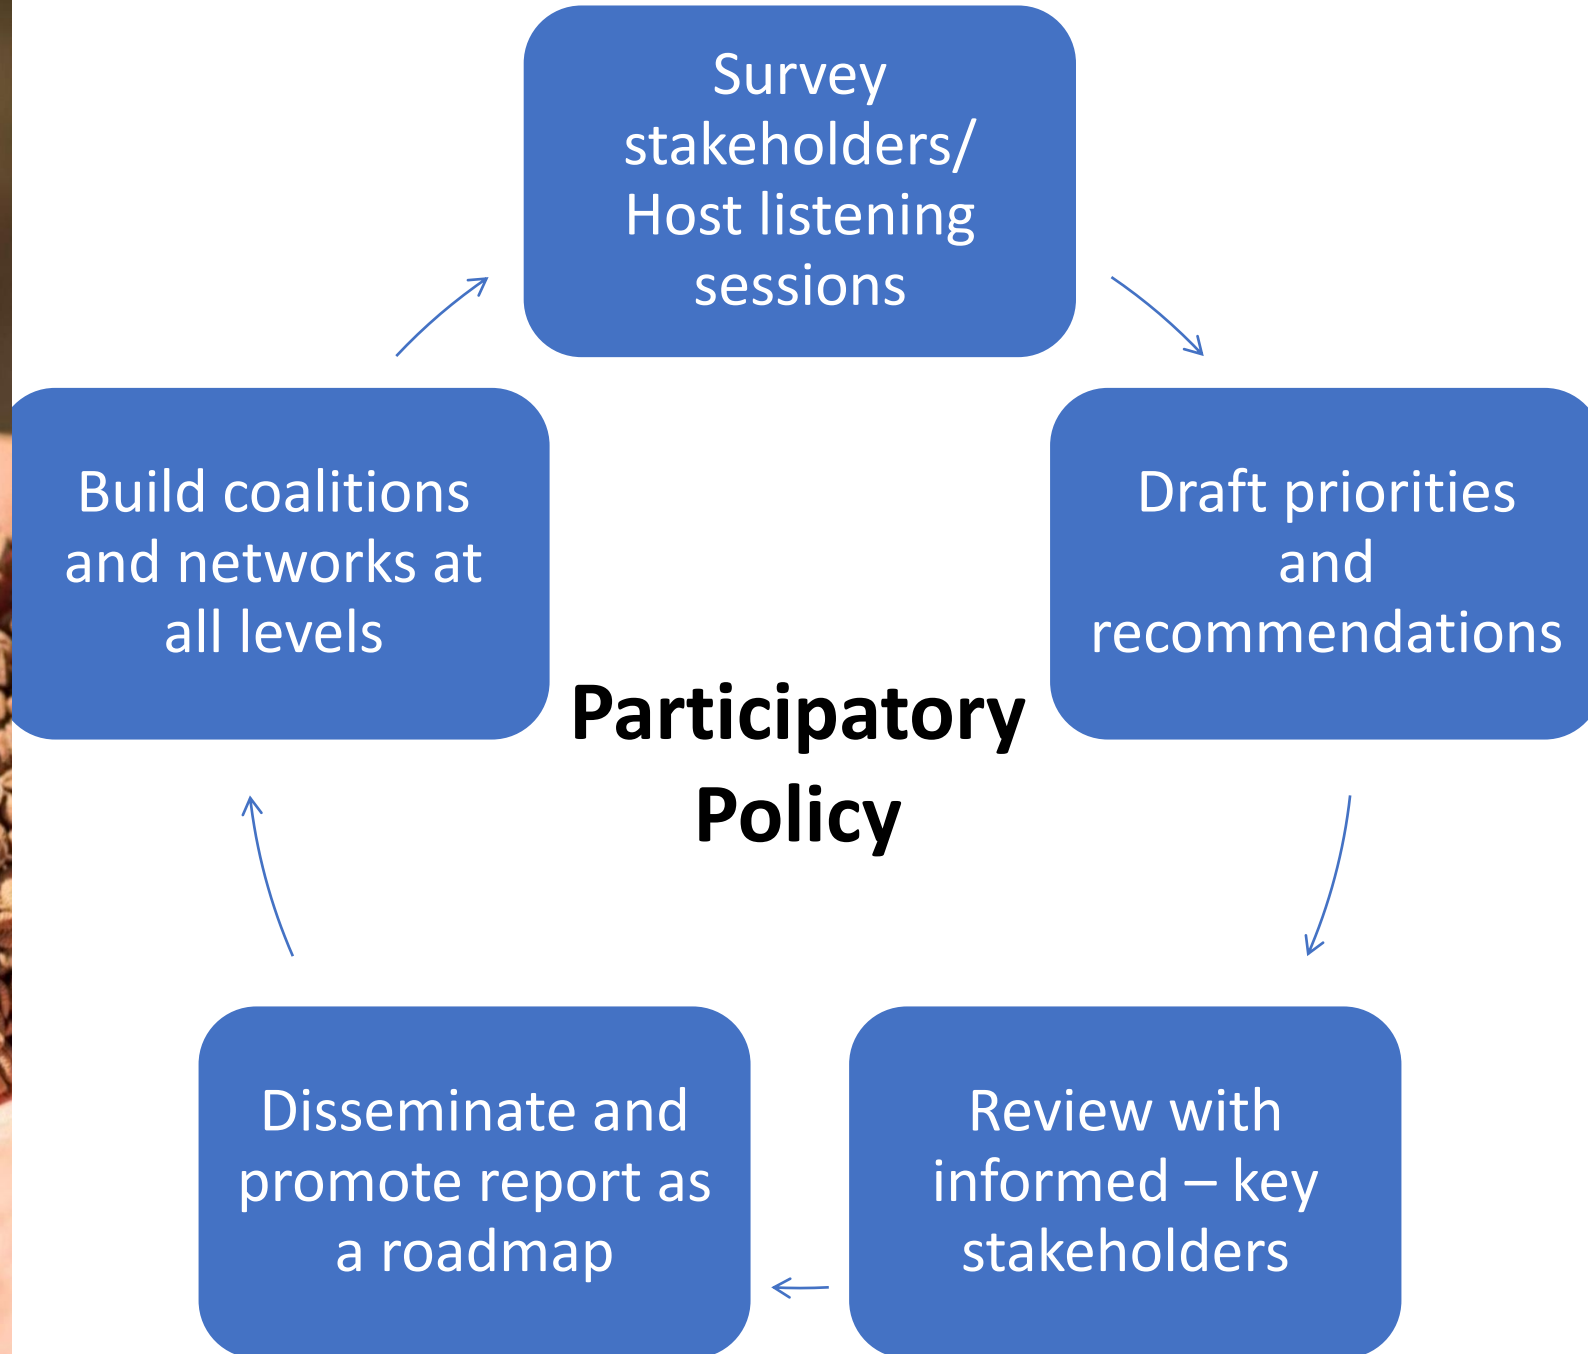 Survey
stakeholders/
Host listening
sessions
Draft priorities
and
recommendations
Review with
informed – key
stakeholders
Disseminate and
promote report as
a roadmap
Build coalitions
and networks at
all levels
Participatory
Policy